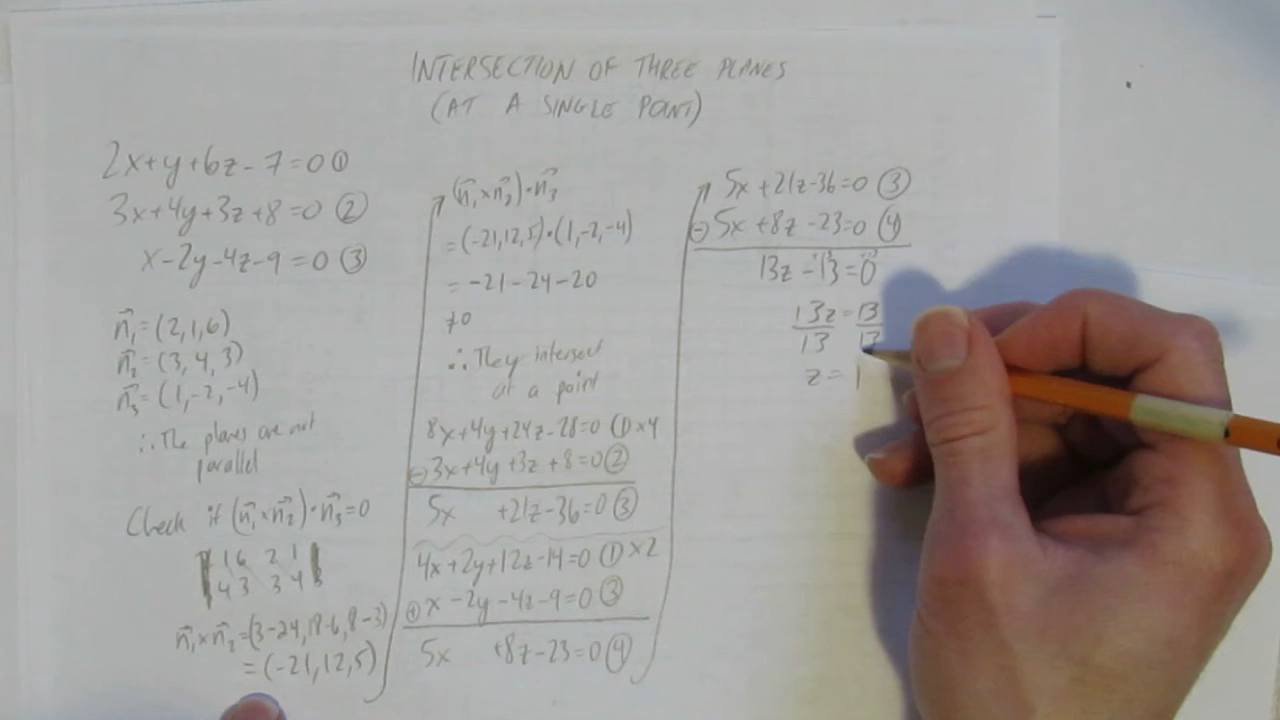 INTERSECTION OF THREE PLANES
(AT A SINGLE POINT)
2x+y+6z-7=0 ①
3x+4y+3z+8=0 ②
x-2y-4z-9=0 ③
n₁⃗=(2,1,6)
n₂⃗=(3,4,3)
n₃⃗=(1,-2,-4)
∴ The planes are not
parallel
Check if (n₁⃗×n₂⃗)·n₃⃗=0
1 6 2 1
4 3 3 4
n₁⃗×n₂⃗=(3-24,18-6,8-3)
=(-21,12,5)
(n₁⃗×n₂⃗)·n₃⃗
=(-21,12,5)·(1,-2,-4)
=-21-24-20
≠0
∴ They intersect
at a point
8x+4y+24z-28=0 ①×4
⊖3x+4y+3z+8=0 ②
5x +21z-36=0 ③
4x+2y+12z-14=0 ①×2
⊕x-2y-4z-9=0 ③
5x +8z-23=0 ④
5x+21z-36=0 ③
⊖5x+8z-23=0 ④
13z-13=0
13z=13
13 13
z=1